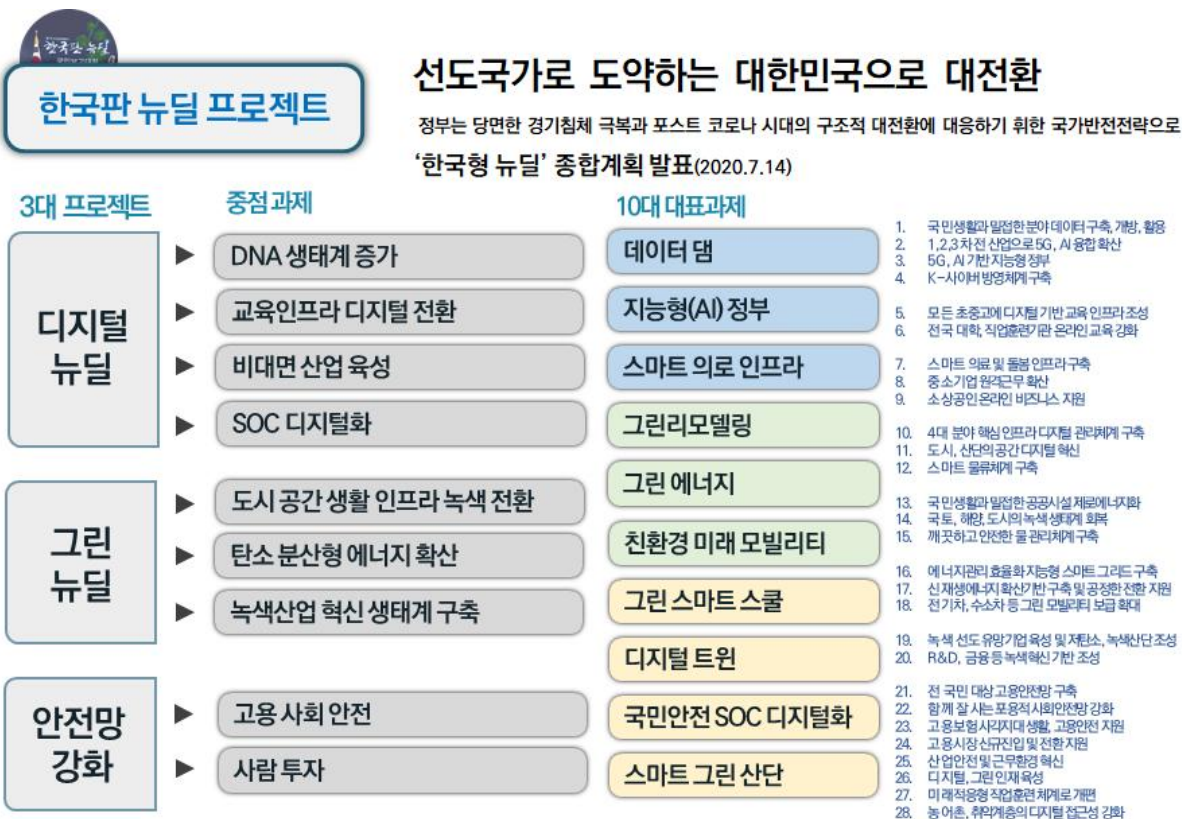 한국판 뉴딜
한국판 뉴딜 프로젝트
선도국가로 도약하는 대한민국으로 대전환
정부는 당면한 경기침체 극복과 포스트 코로나 시대의 구조적 대전환에 대응하기 위한 국가반전전략으로
‘한국형 뉴딜’ 종합계획 발표(2020.7.14)
3대 프로젝트
중점 과제
10대 대표과제
디지털
뉴딜
▶ DNA 생태계 증가
▶ 교육인프라 디지털 전환
▶ 비대면 산업 육성
▶ SOC 디지털화
그린
뉴딜
▶ 도시 공간 생활 인프라 녹색 전환
▶ 탄소 분산형 에너지 확산
▶ 녹색산업 혁신 생태계 구축
안전망
강화
▶ 고용 사회 안전
▶ 사람 투자
데이터 댐
지능형(AI) 정부
스마트 의로 인프라
그린리모델링
그린 에너지
친환경 미래 모빌리티
그린 스마트 스쿨
디지털 트윈
국민안전 SOC 디지털화
스마트 그린 산단
1. 국민생활과 밀접한 분야 데이터 구축, 개방, 활용
2. 1,2,3차 전 산업으로 5G, AI 융합 확산
3. 5G, AI 기반 지능형 정부
4. K-사이버 방영체계 구축
5. 모든 초중고에 디지털 기반 교육 인프라 조성
6. 전국 대학, 직업훈련기관 온라인 교육 강화
7. 스마트 의료 및 돌봄 인프라 구축
8. 중소기업 원격근무 확산
9. 소상공인 온라인 비즈니스 지원
10. 4대 분야 핵심 인프라 디지털 관리체계 구축
11. 도시, 산단의 공간 디지털 혁신
12. 스마트 물류체계 구축
13. 국민생활과 밀접한 공공시설 제로에너지화
14. 국토, 해양, 도시의 녹색 생태계 회복
15. 깨끗하고 안전한 물 관리체계 구축
16. 에너지관리 효율화 지능형 스마트 그리드 구축
17. 신재생에너지 확산기반 구축 및 공정한 전환 지원
18. 전기차, 수소차 등 그린 모빌리티 보급 확대
19. 녹색 선도 유망기업 육성 및 저탄소, 녹색산단 조성
20. R&D, 금융 등 녹색혁신 기반 조성
21. 전 국민 대상 고용안전망 구축
22. 함께 잘 사는 포용적 사회안전망 강화
23. 고용보험 사각지대 생활, 고용안전 지원
24. 고용시장 신규진입 및 전환 지원
25. 산업안전 및 근무환경 혁신
26. 디지털, 그린 인재 육성
27. 미래적응형 직업훈련 체계로 개편
28. 농어촌, 취약계층의 디지털 접근성 강화